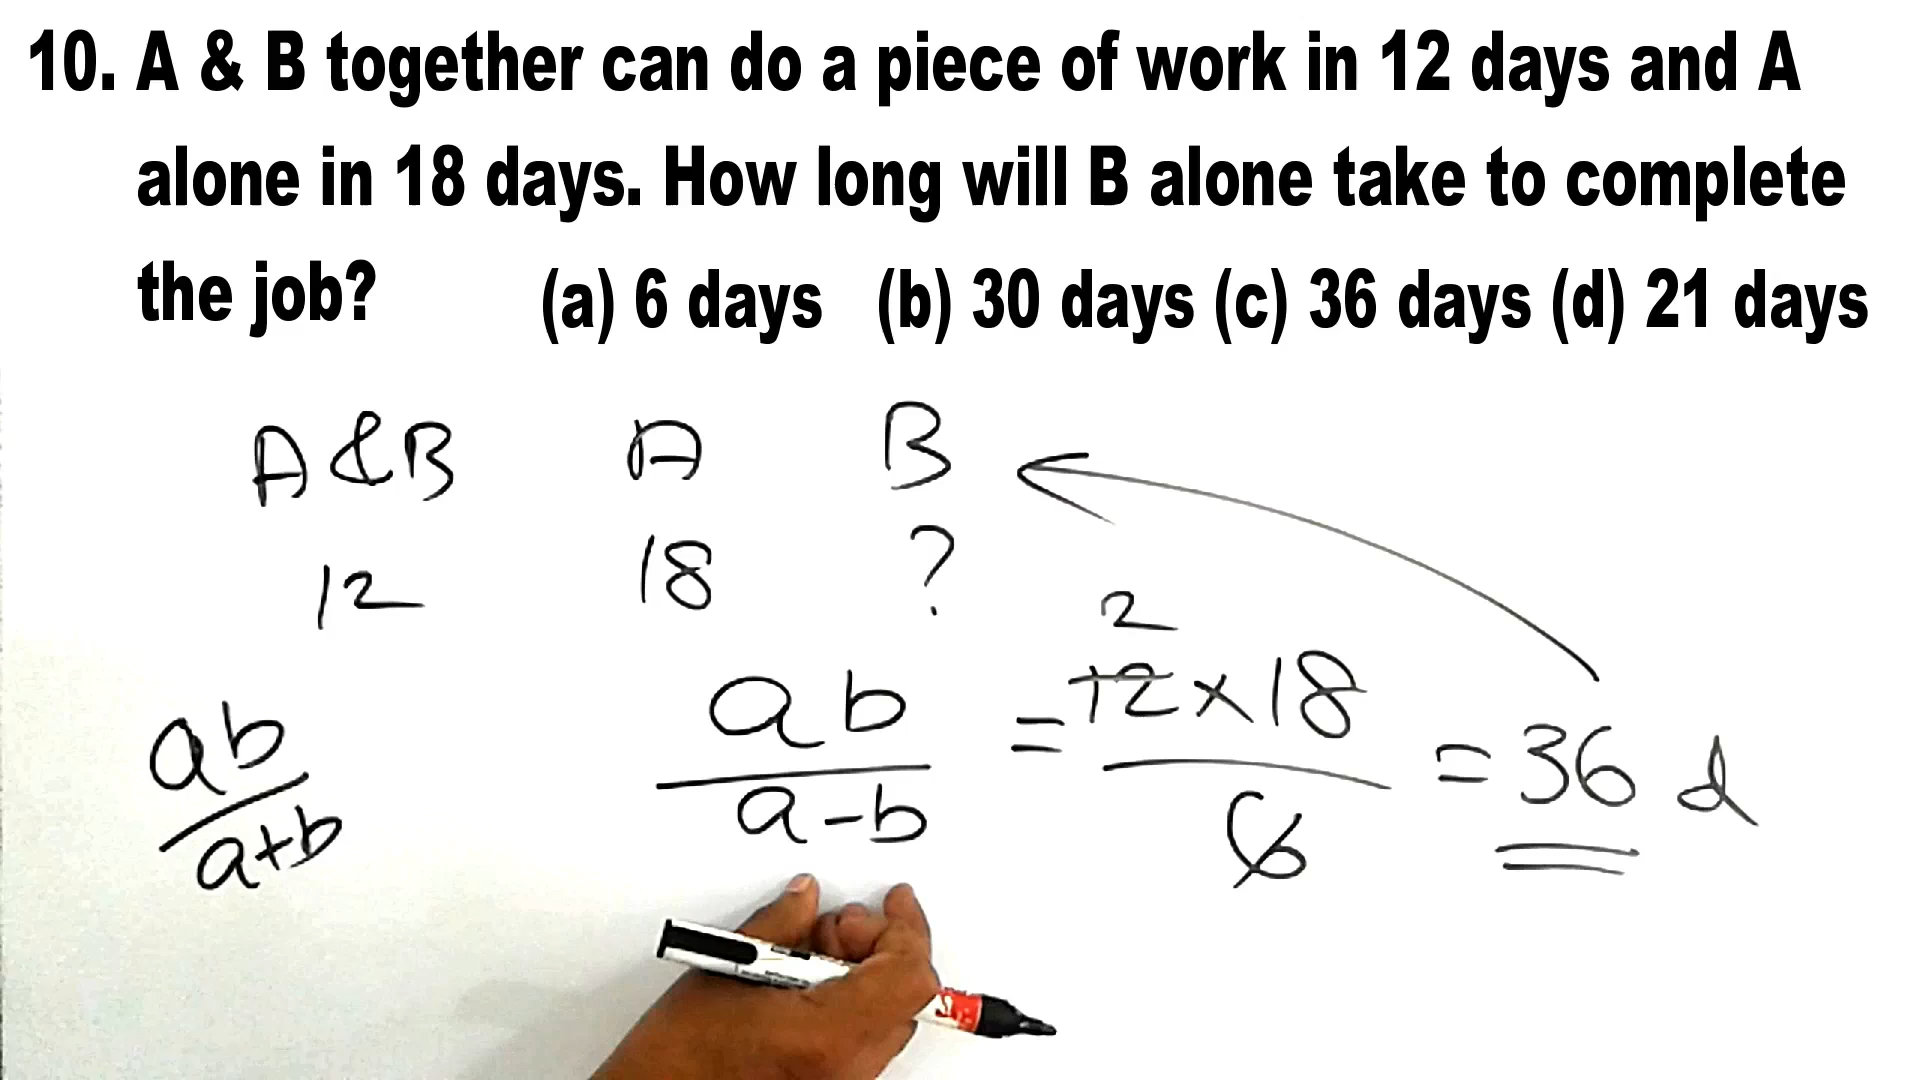 10. A & B together can do a piece of work in 12 days and A
alone in 18 days. How long will B alone take to complete
the job? (a) 6 days (b) 30 days (c) 36 days (d) 21 days
A & B A B
12 18 ?
ab/a+b
ab/a-b = 12 2 x 18/6 = 36 d